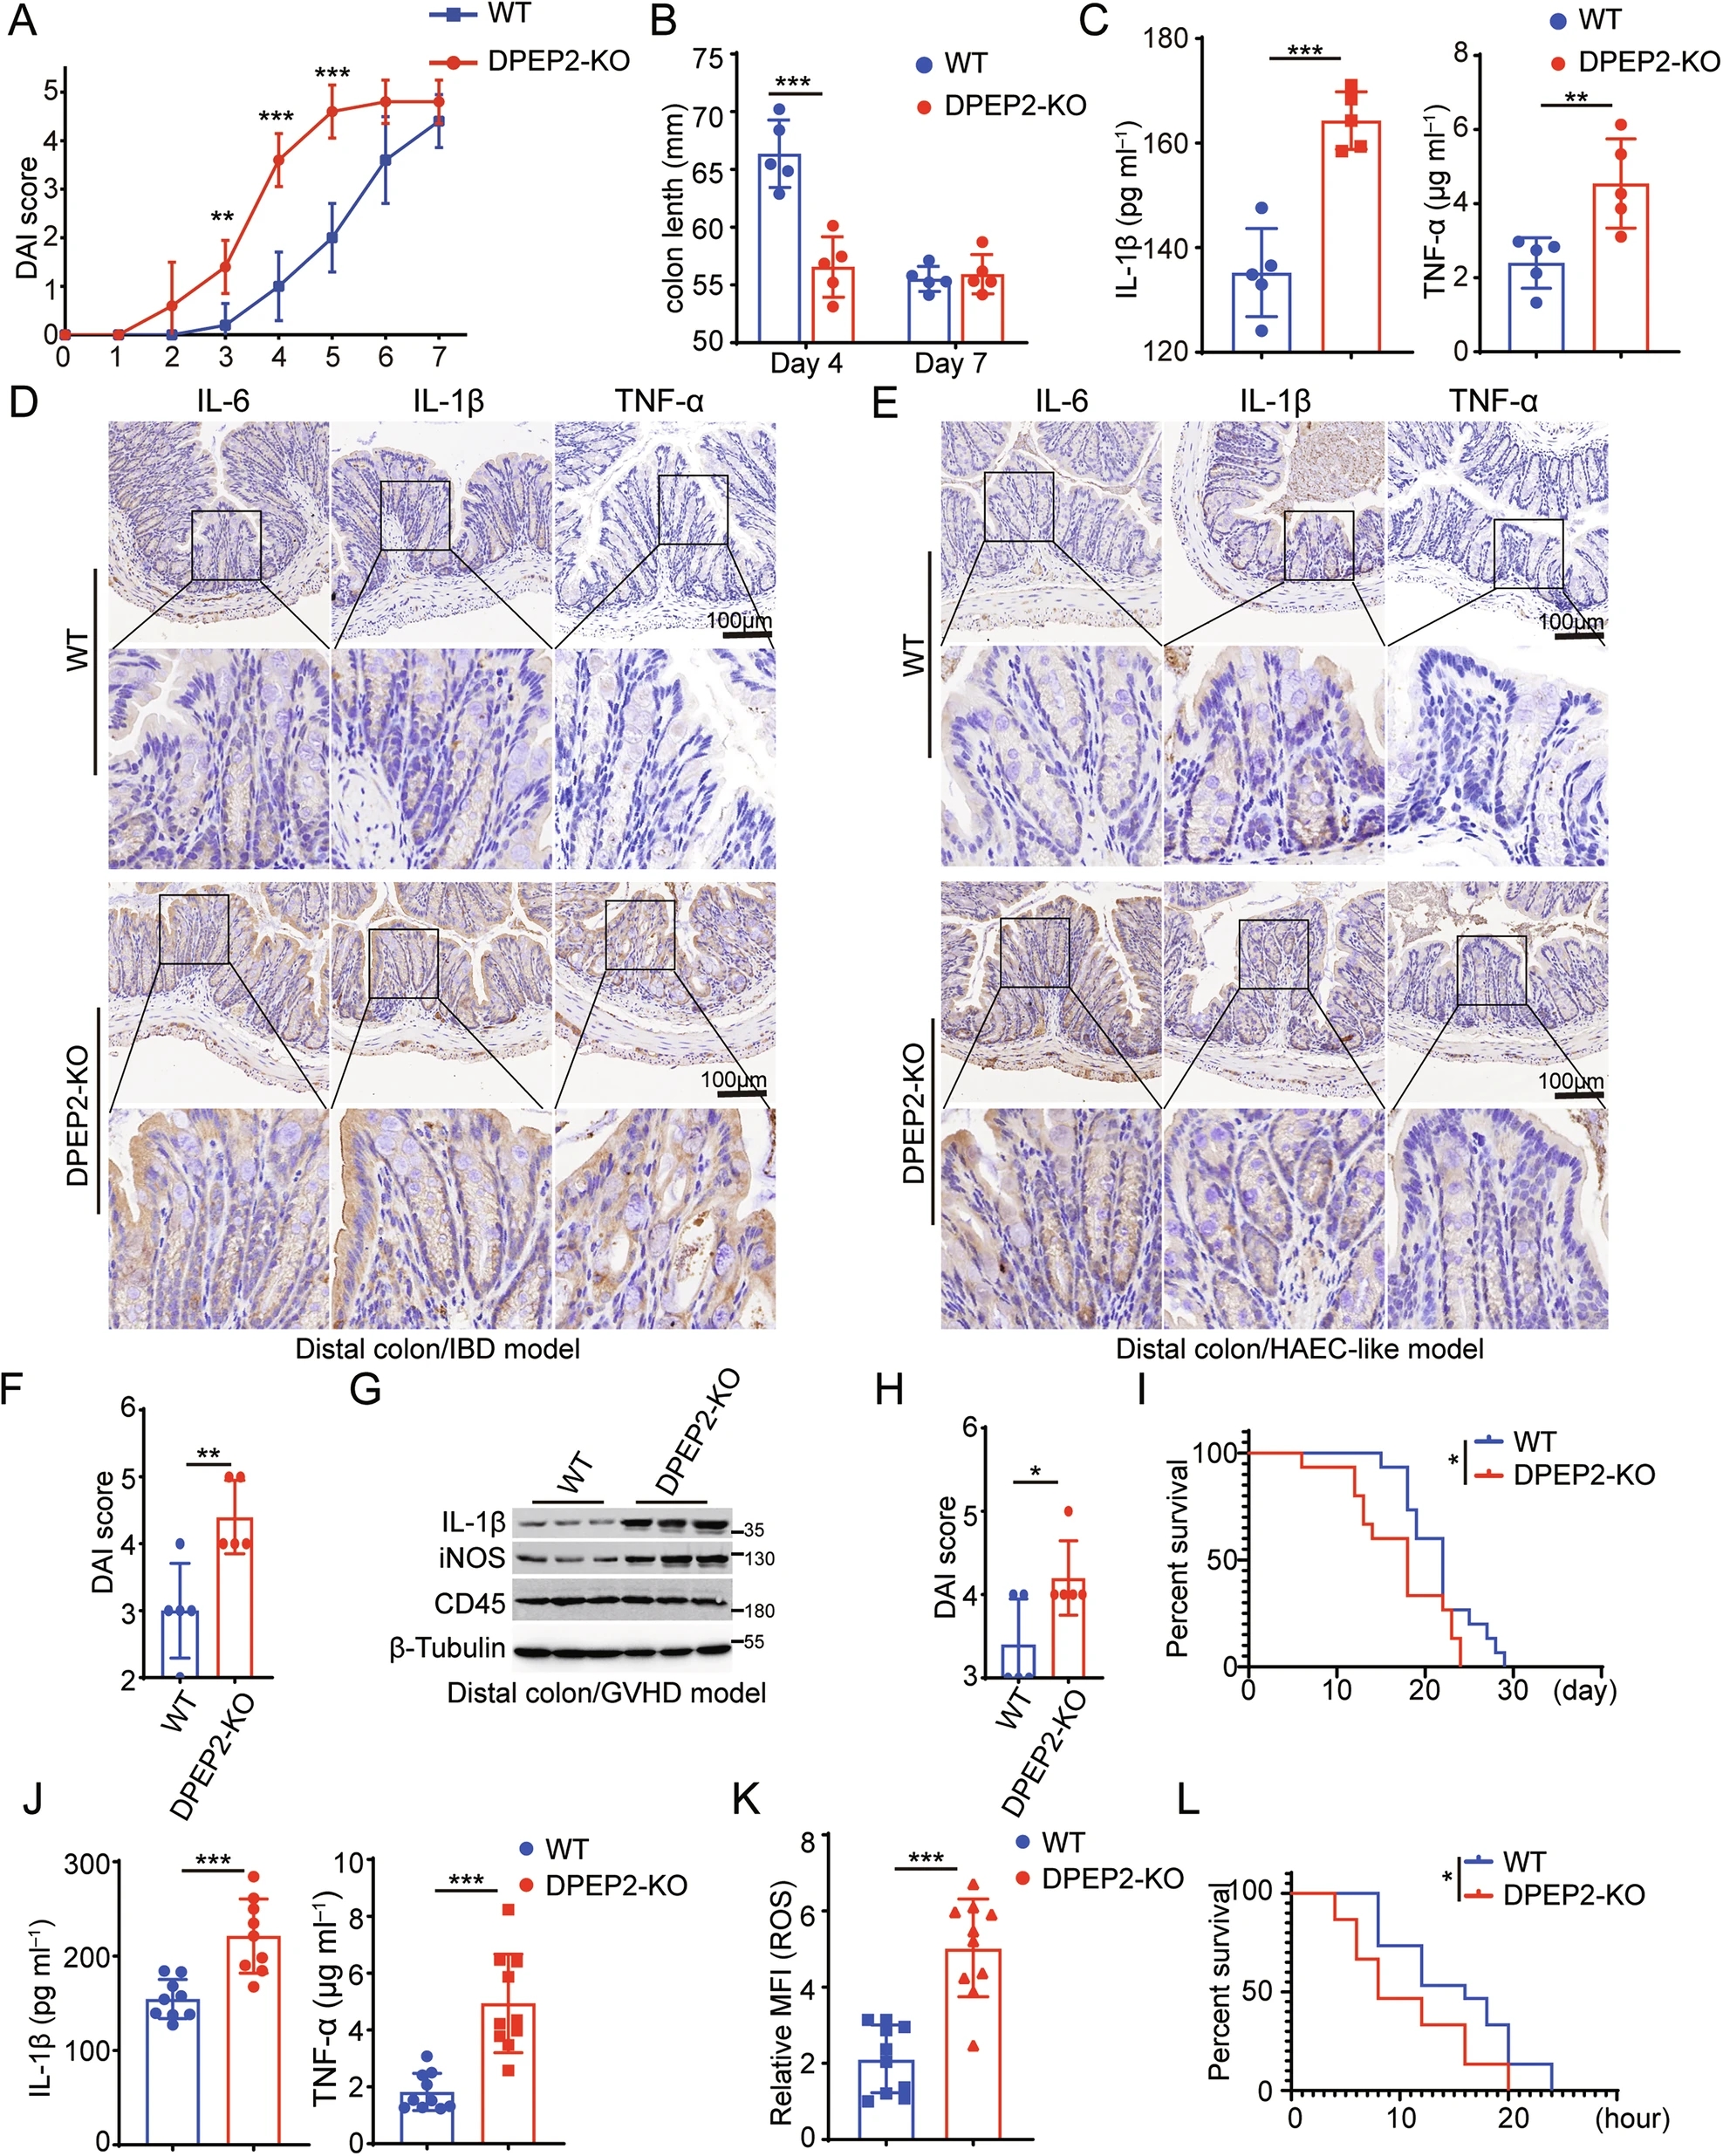 A
WT
DPEP2-KO
DAI score
5
4
3
2
1
0
***
***
**
0 1 2 3 4 5 6 7
B
WT
DPEP2-KO
colon lenth (mm)
75
70
65
60
55
50
***
Day 4 Day 7
C
WT
DPEP2-KO
IL-1β (pg ml⁻¹)
180
160
140
120
***
TNF-α (µg ml⁻¹)
8
6
4
2
0
**
D
IL-6 IL-1β TNF-α
WT
100µm
DPEP2-KO
100µm
Distal colon/IBD model
E
IL-6 IL-1β TNF-α
WT
100µm
DPEP2-KO
100µm
Distal colon/HAEC-like model
F
DAI score
6
5
4
3
2
**
WT
DPEP2-KO
G
WT
DPEP2-KO
IL-1β
35
iNOS
130
CD45
180
β-Tubulin
55
Distal colon/GVHD model
H
DAI score
6
5
4
3
*
WT
DPEP2-KO
I
WT
DPEP2-KO
*
Percent survival
100
50
0
0 10 20 30 (day)
J
IL-1β (pg ml⁻¹)
300
200
100
0
***
WT
DPEP2-KO
TNF-α (µg ml⁻¹)
10
8
6
4
2
0
***
K
WT
DPEP2-KO
Relative MFI (ROS)
8
6
4
2
0
***
L
WT
DPEP2-KO
*
Percent survival
100
50
0
0 10 20 (hour)